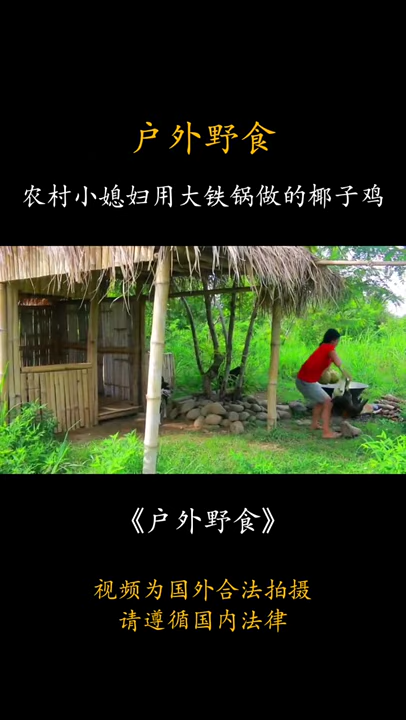 户外野食
农村小媳妇用大铁锅做的椰子鸡
《户外野食》
视频为国外合法拍摄
请遵循国内法律